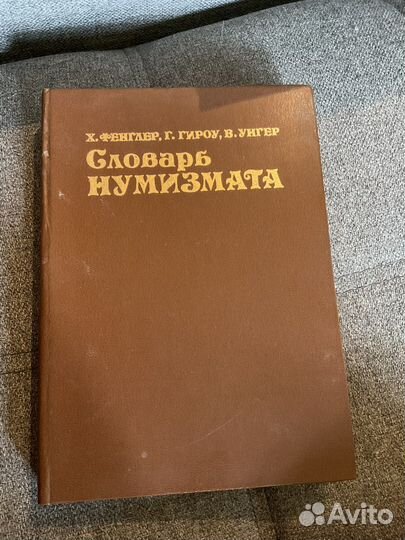 Х. ФЕНГЛЕР, Г. ГИРОУ, В. УНГЕР
Словарь
НУМИЗМАТА
Avito